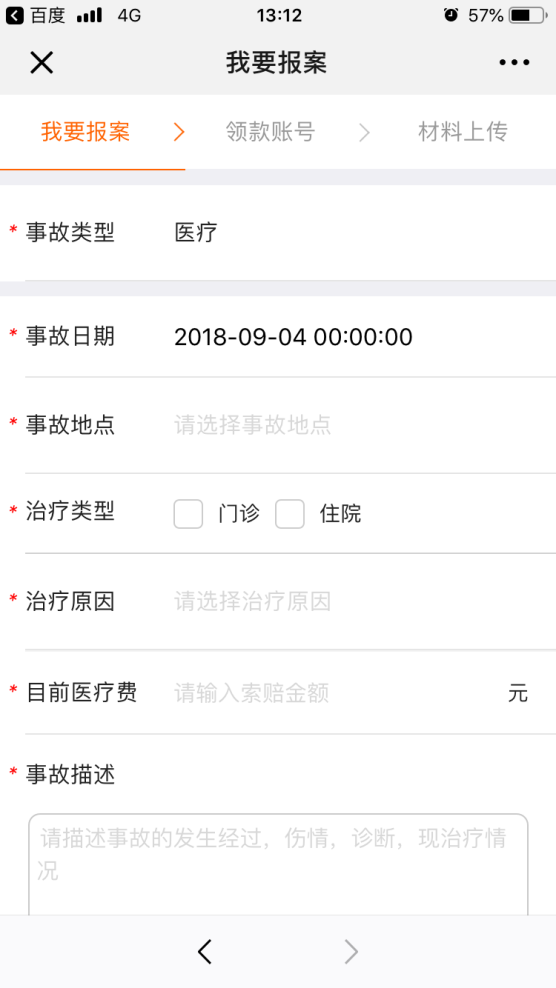 百度 4G 13:12 57%
我要报案
我要报案 领款账号 材料上传
* 事故类型 医疗
* 事故日期 2018-09-04 00:00:00
* 事故地点 请选择事故地点
* 治疗类型 门诊 住院
* 治疗原因 请选择治疗原因
* 目前医疗费 请输入索赔金额 元
* 事故描述
请描述事故的发生经过，伤情，诊断，现治疗情
况